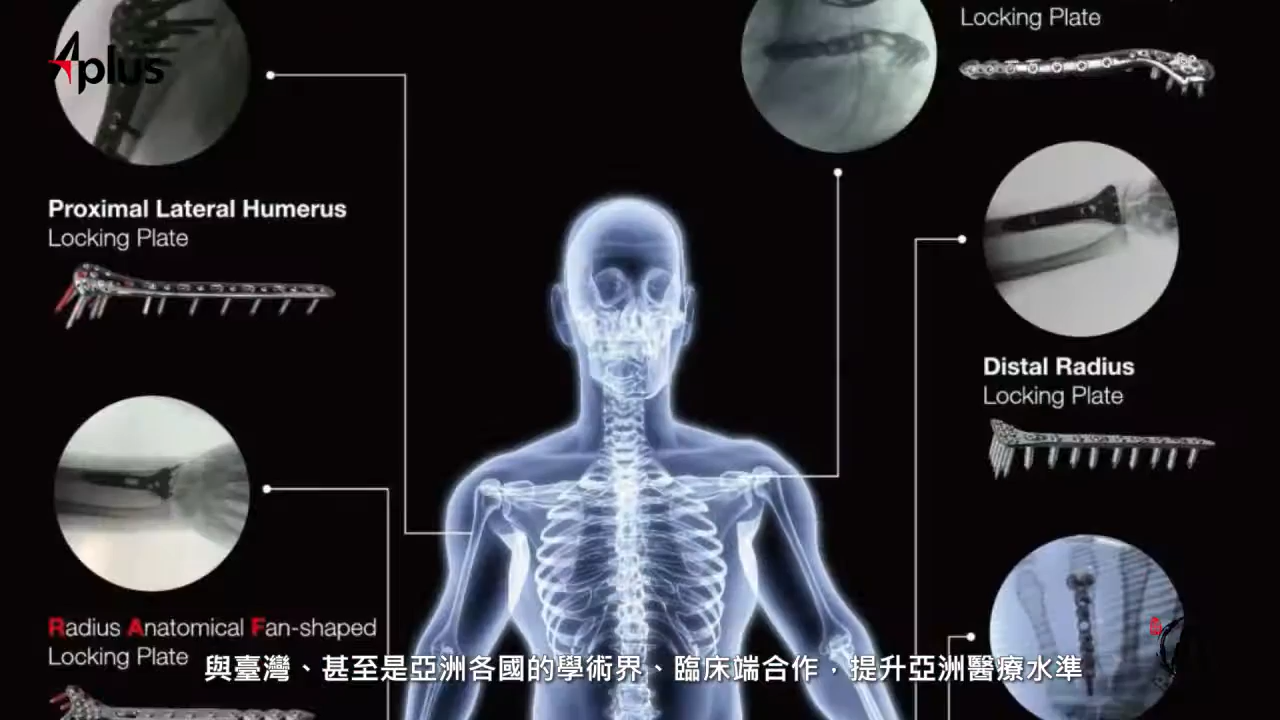 Aplus
Locking Plate
Proximal Lateral Humerus
Locking Plate
Distal Radius
Locking Plate
Radius Anatomical Fan-shaped
Locking Plate
與臺灣、甚至是亞洲各國的學術界、臨床端合作，提升亞洲醫療水準